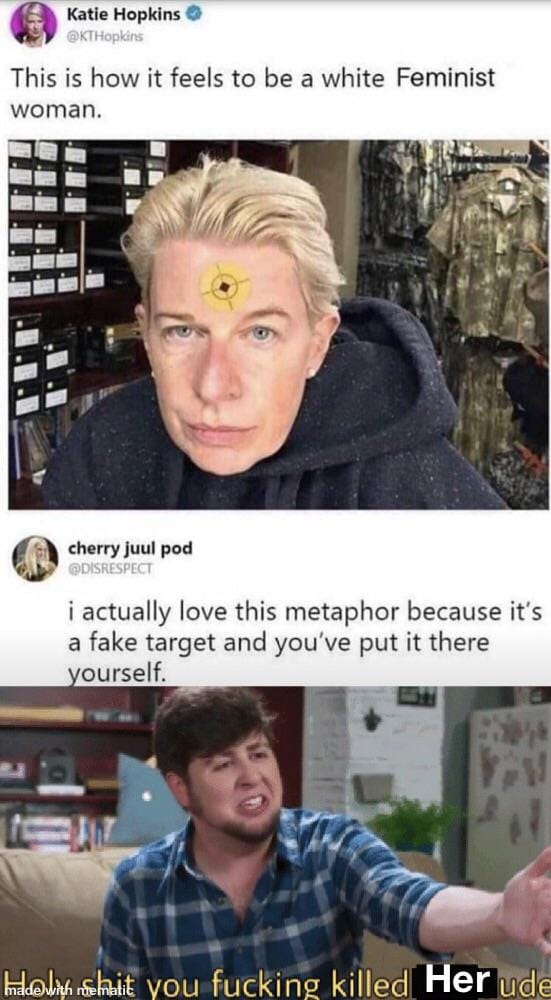 Katie Hopkins
@KTHopkins
This is how it feels to be a white Feminist
woman.
cherry juul pod
@DISRESPECT
i actually love this metaphor because it's
a fake target and you've put it there
yourself.
Holy shit you fucking killed Her ude
made with mematic